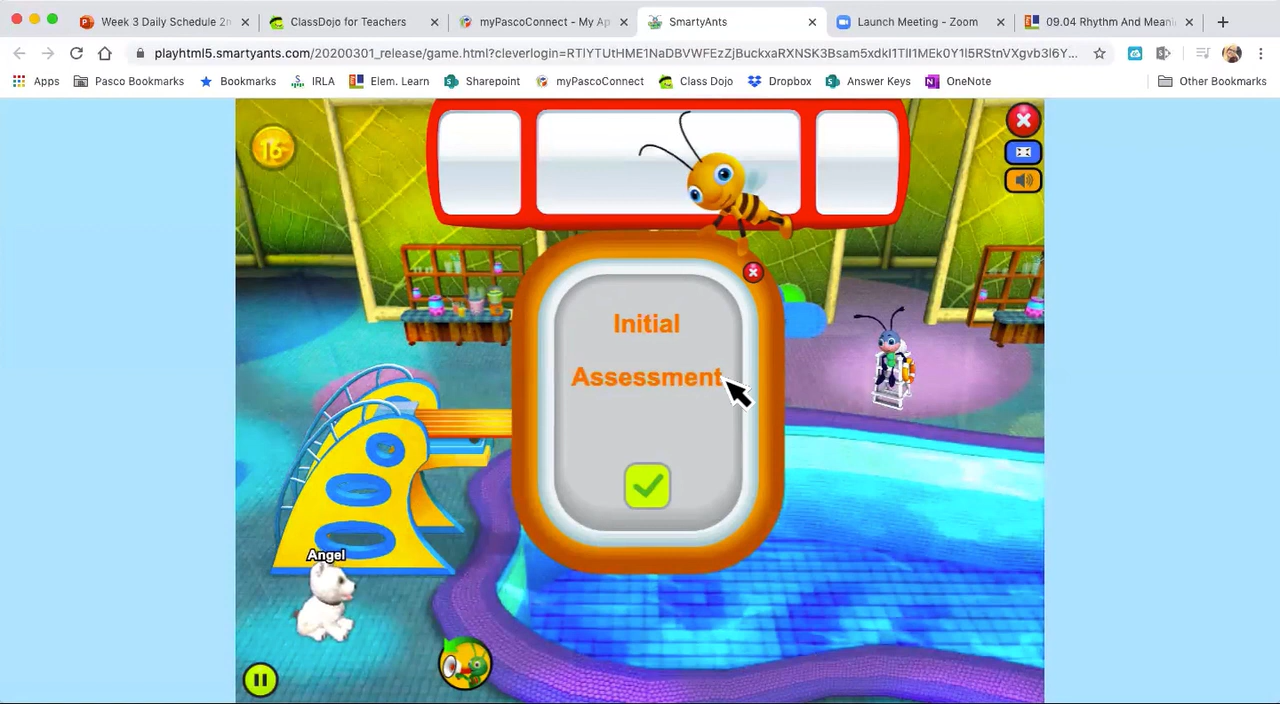 Week 3 Daily Schedule 2n
ClassDojo for Teachers
myPascoConnect - My Ap
SmartyAnts
Launch Meeting - Zoom
09.04 Rhythm And Meani
playhtml5.smartyants.com/20200301_release/game.html?cleverlogin=
Apps
Pasco Bookmarks
Bookmarks
IRLA
Elem. Learn
Sharepoint
myPascoConnect
Class Dojo
Dropbox
Answer Keys
OneNote
Other Bookmarks
16
Initial
Assessment
Angel